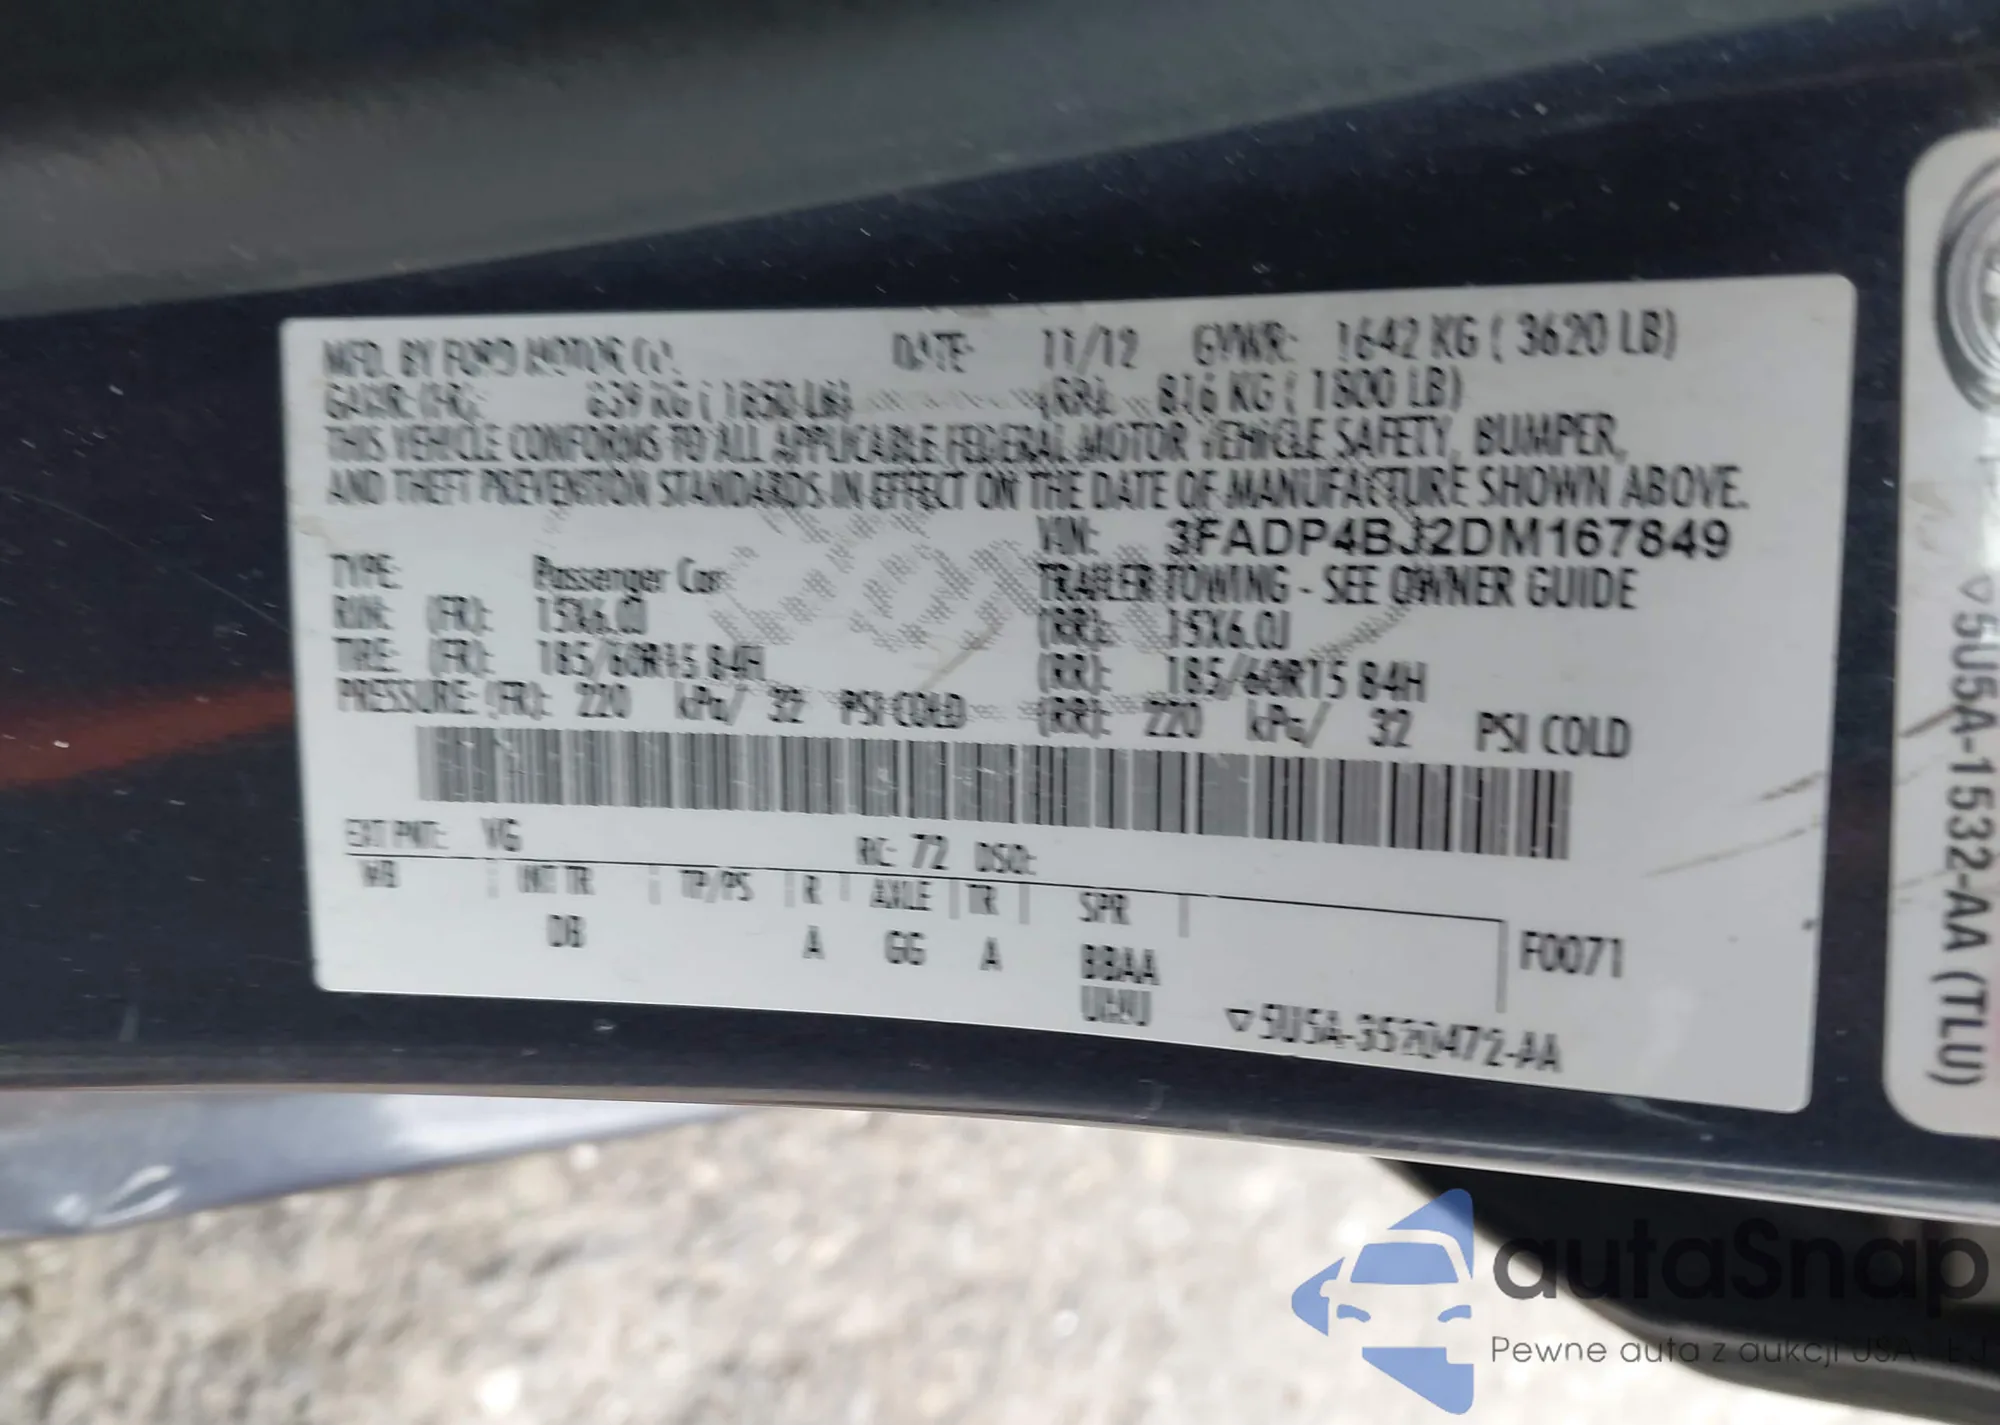 MFD. BY FORD MOTOR CO. DATE: 11/12 GVWR: 1642 KG ( 3620 LB)
GAWR: (FR): 839 KG ( 1850 LB) (RR): 816 KG ( 1800 LB)
THIS VEHICLE CONFORMS TO ALL APPLICABLE FEDERAL MOTOR VEHICLE SAFETY, BUMPER,
AND THEFT PREVENTION STANDARDS IN EFFECT ON THE DATE OF MANUFACTURE SHOWN ABOVE.
VIN: 3FADP4BJ2DM167849
TYPE: Passenger Car TRAILER TOWING - SEE OWNER GUIDE
RIM: (FR): 15X6.0J (RR): 15X6.0J
TIRE: (FR): 185/60R15 84H (RR): 185/60R15 84H
PRESSURE: (FR): 220 kPa/ 32 PSI COLD (RR): 220 kPa/ 32 PSI COLD
EXT PNT: VG RC: 72 DSO:
WB INT TR TP/PS R AXLE TR SPR
DB A GG A BBAA F0071
▽5U5A-3520472-AA
▽5U5A-1532-AA (TLU)
autaSnap
Pewne auta z aukcji USA